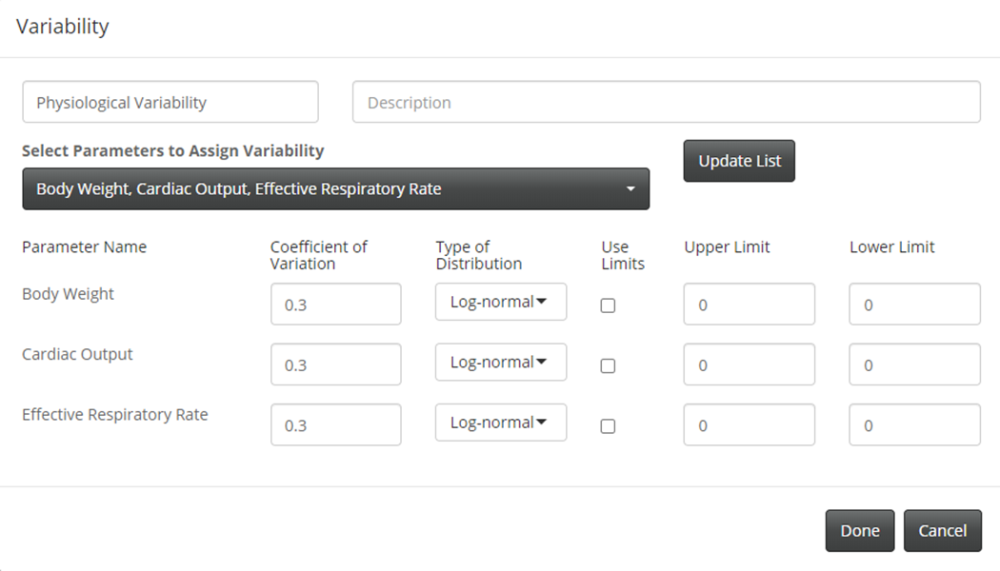 Variability
Physiological Variability
Description
Select Parameters to Assign Variability
Update List
Body Weight, Cardiac Output, Effective Respiratory Rate
Parameter Name
Coefficient of
Variation
Type of
Distribution
Use
Limits
Upper Limit
Lower Limit
Body Weight
0.3
Log-normal
0
0
Cardiac Output
0.3
Log-normal
0
0
Effective Respiratory Rate
0.3
Log-normal
0
0
Done
Cancel